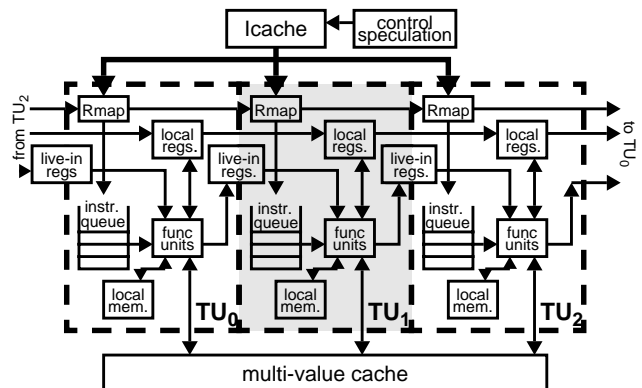 Icache
control
speculation
from TU2
Rmap
Rmap
Rmap
to TU0
local
regs.
local
regs.
local
regs.
live-in
regs
live-in
regs.
live-in
regs.
instr.
queue
func
units
instr.
queue
func
units
instr.
queue
func
units
local
mem.
local
mem.
local
mem.
TU0
TU1
TU2
multi-value cache